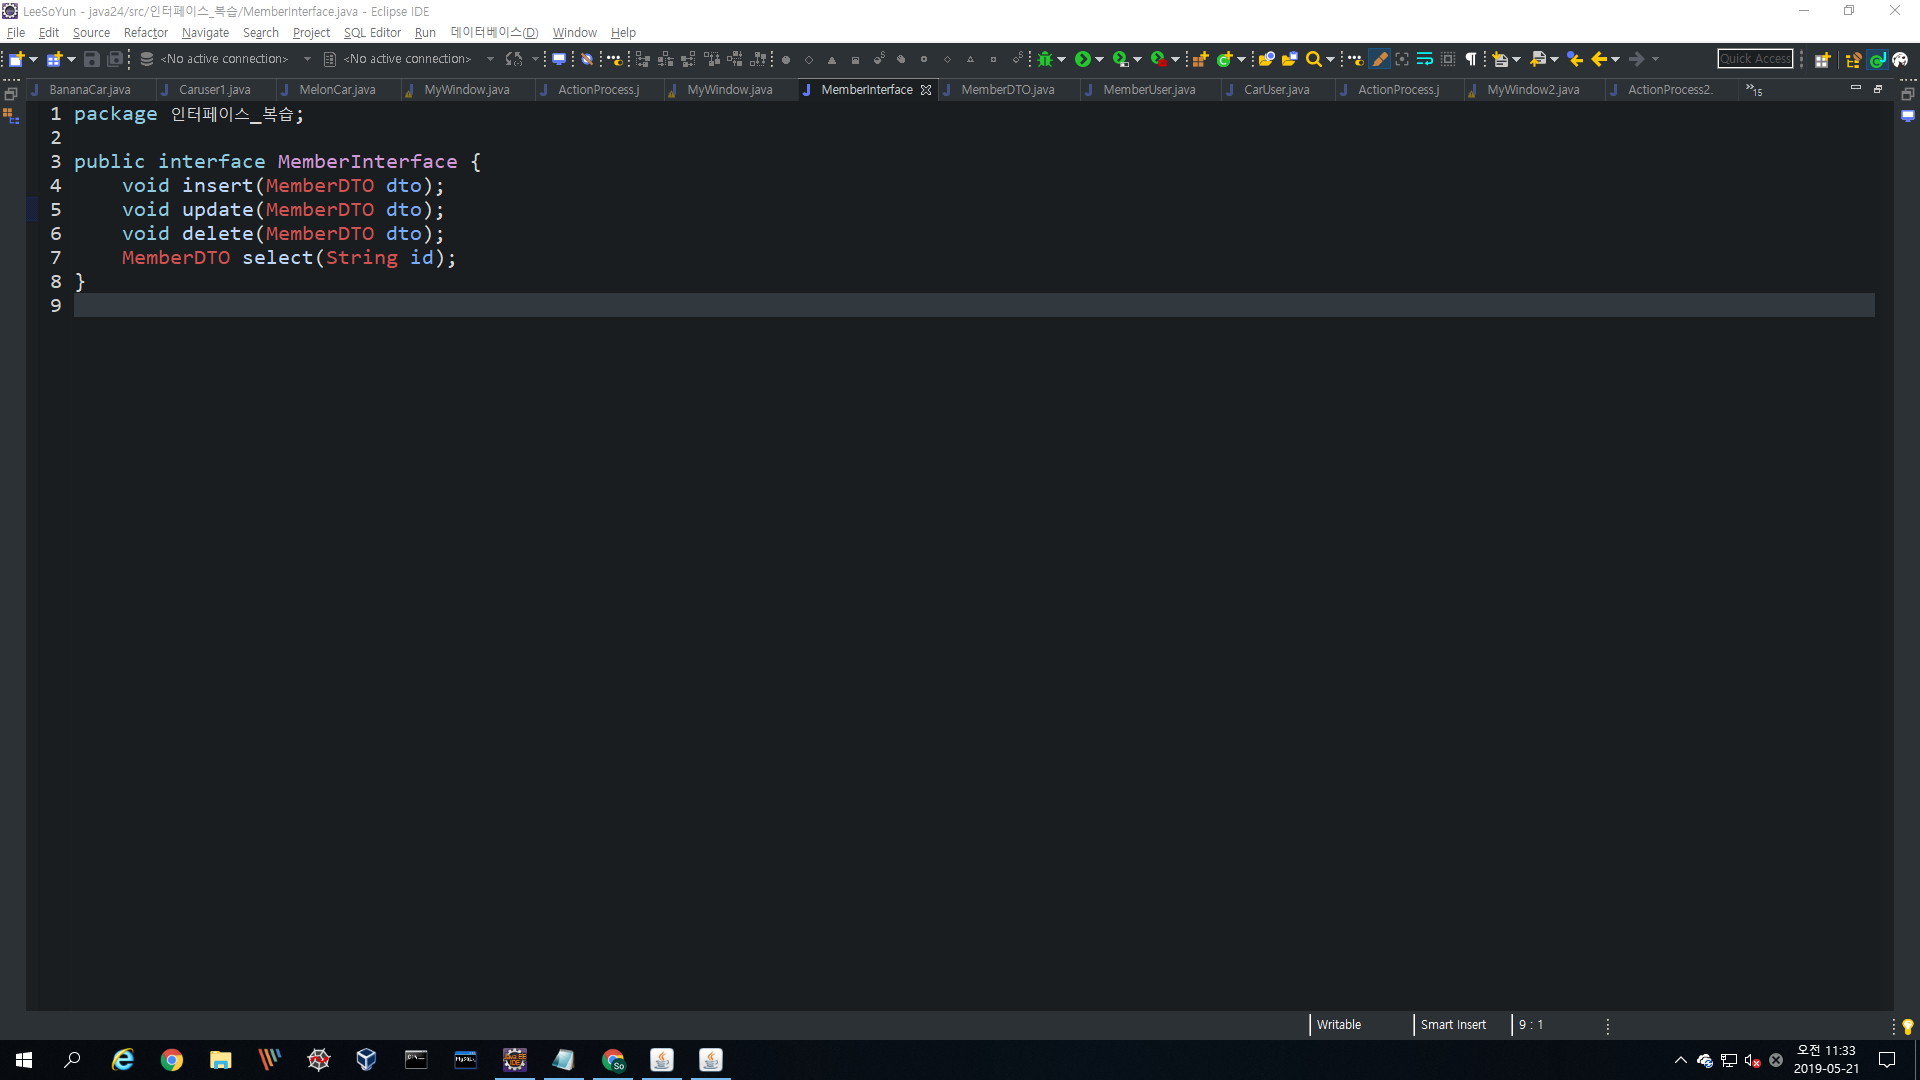 LeeSoYun - java24/src/인터페이스_복습/MemberInterface.java - Eclipse IDE
File Edit Source Refactor Navigate Search Project SQL Editor Run 데이터베이스(D) Window Help
<No active connection> <No active connection> Quick Access
BananaCar.java Caruser1.java MelonCar.java MyWindow.java ActionProcess.j MyWindow.java MemberInterface MemberDTO.java MemberUser.java CarUser.java ActionProcess.j MyWindow2.java ActionProcess2. »15
1 package 인터페이스_복습;
2
3 public interface MemberInterface {
4 void insert(MemberDTO dto);
5 void update(MemberDTO dto);
6 void delete(MemberDTO dto);
7 MemberDTO select(String id);
8 }
9
Writable Smart Insert 9 : 1
오전 11:33
2019-05-21